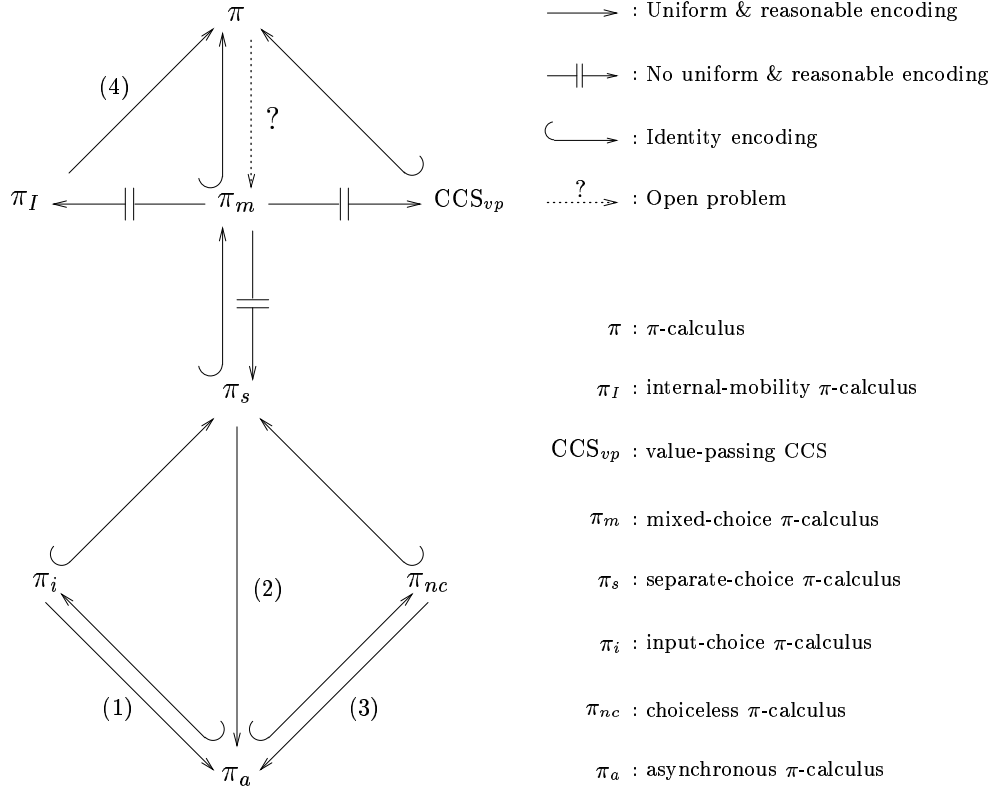 π
(4)
?
π_I
π_m
CCS_vp
π_s
π_i
π_nc
(2)
(1)
(3)
π_a
: Uniform & reasonable encoding
: No uniform & reasonable encoding
: Identity encoding
? : Open problem
π : π-calculus
π_I : internal-mobility π-calculus
CCS_vp : value-passing CCS
π_m : mixed-choice π-calculus
π_s : separate-choice π-calculus
π_i : input-choice π-calculus
π_nc : choiceless π-calculus
π_a : asynchronous π-calculus